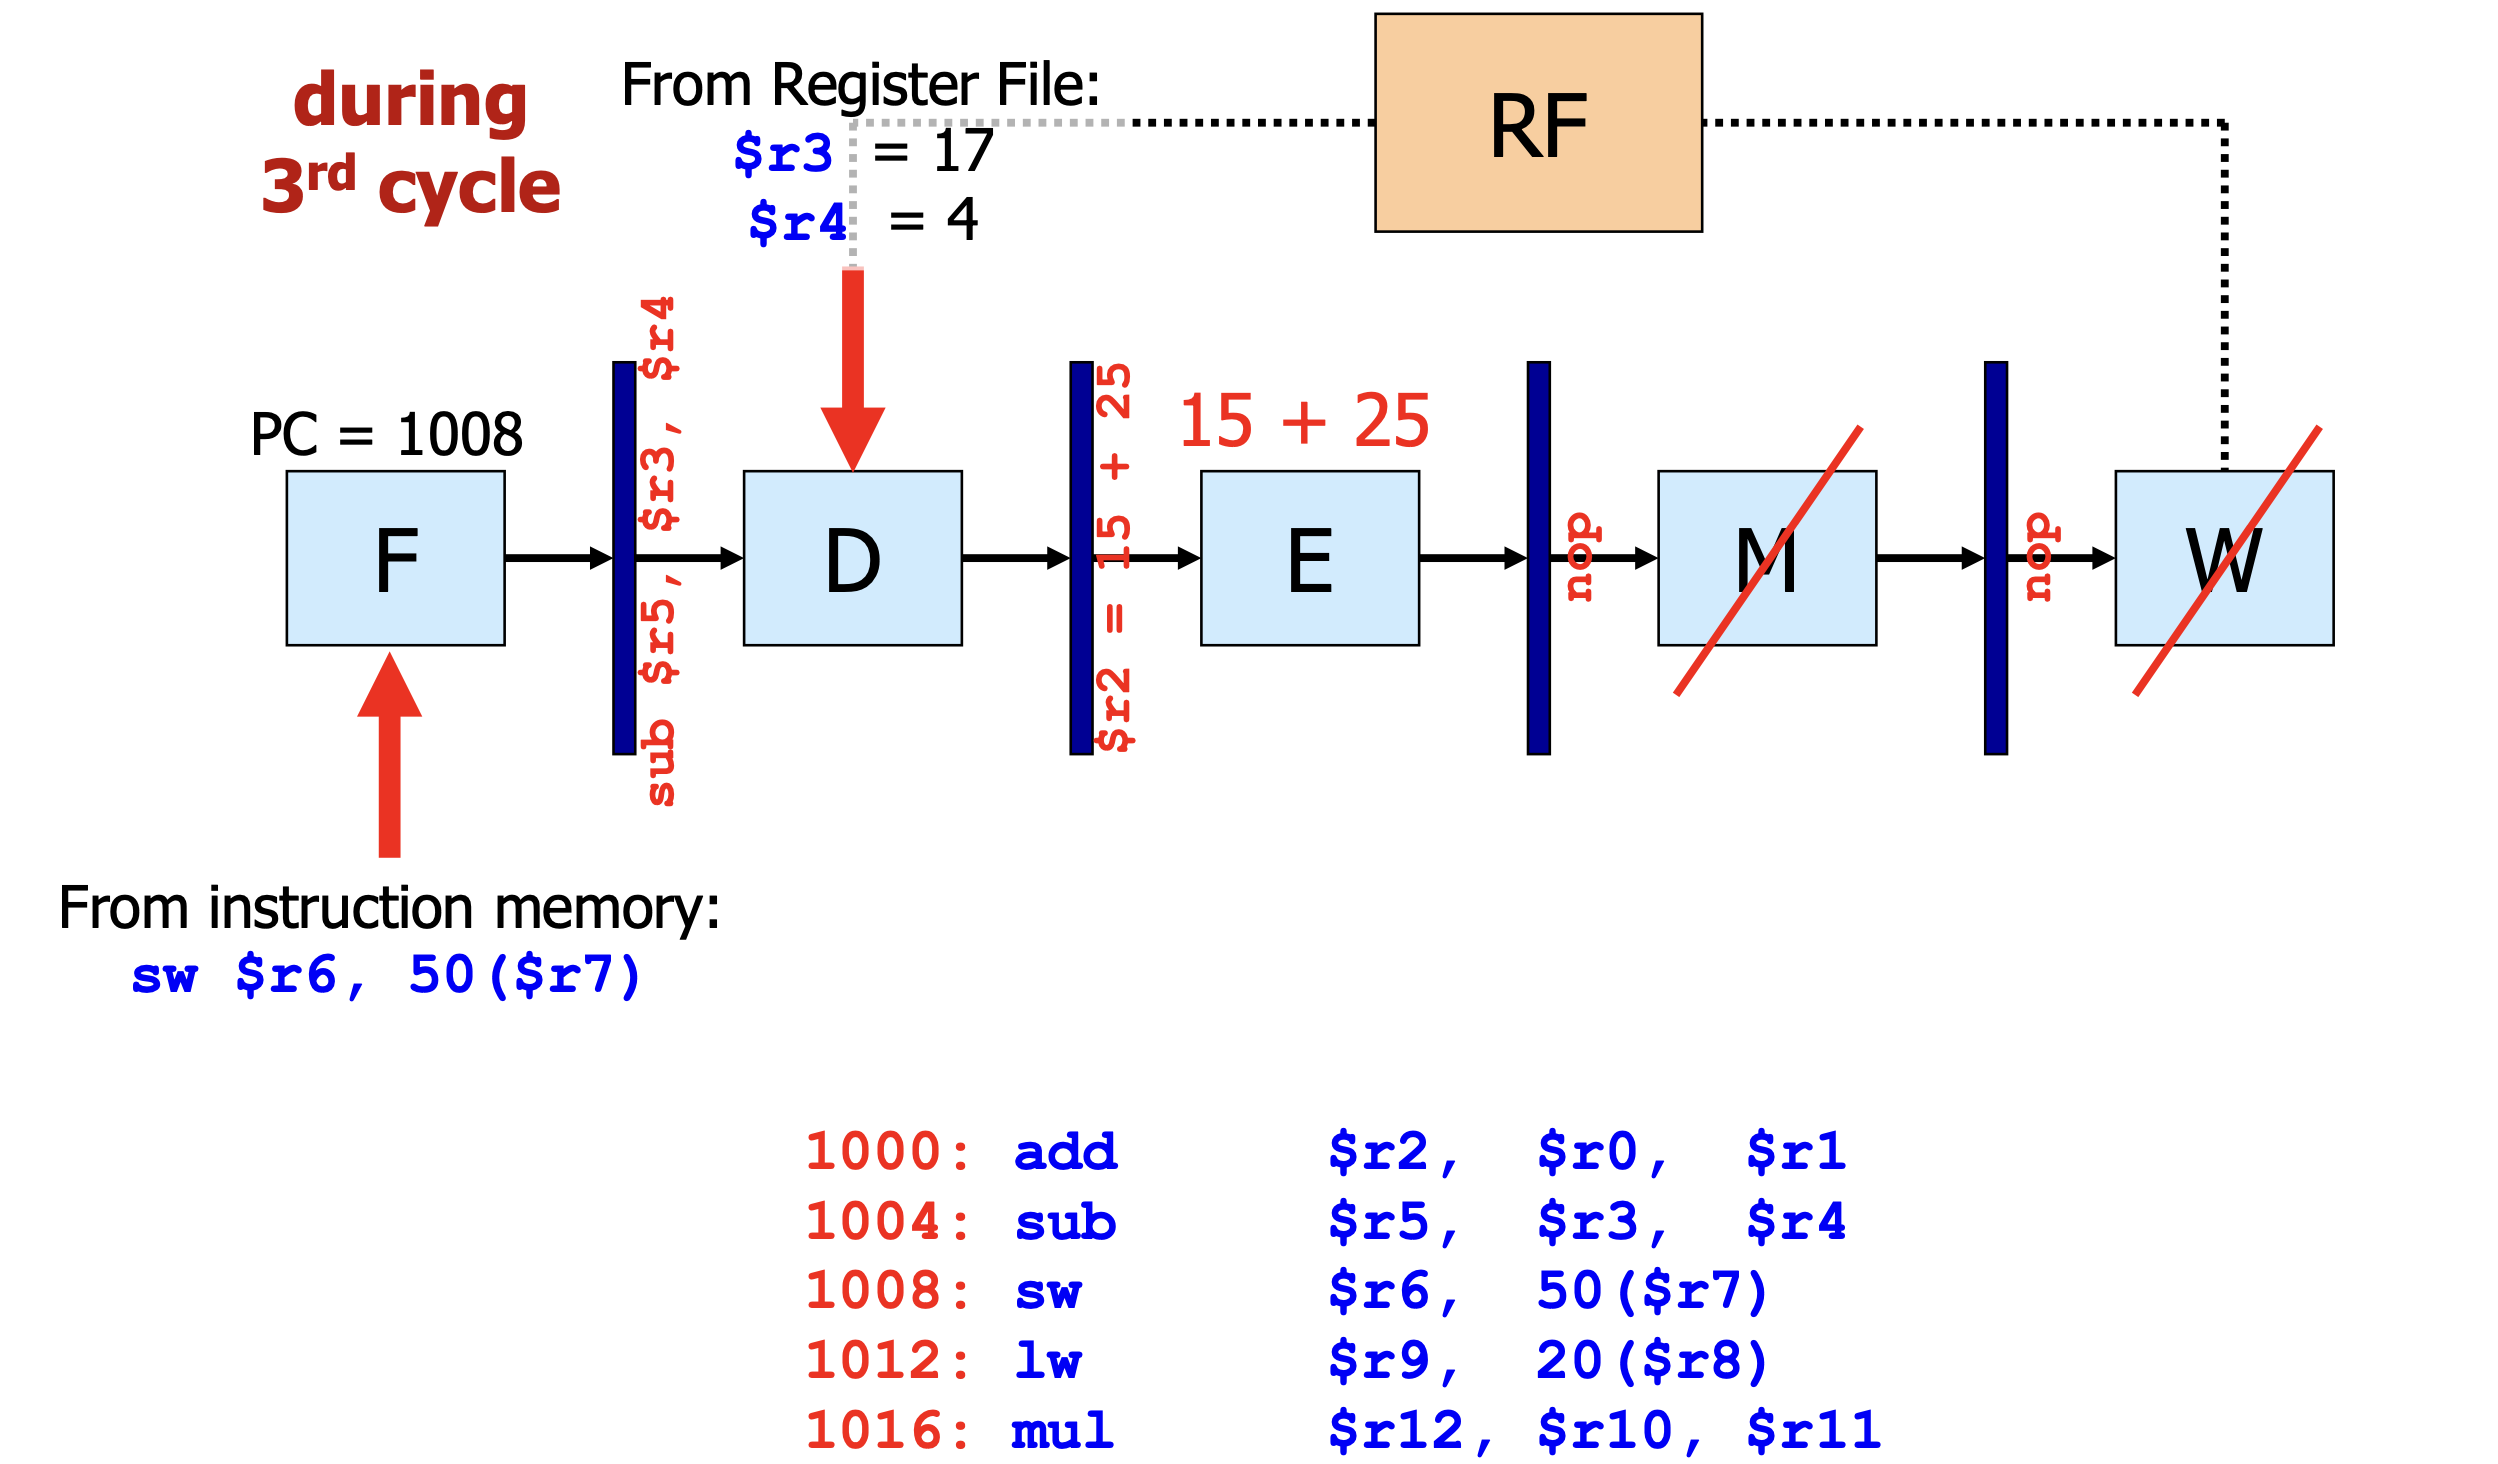 during
3rd cycle
From Register File:
$r3 = 17
$r4 = 4
RF
PC = 1008
sub $r5, $r3, $r4
$r2 = 15 + 25
15 + 25
nop
nop
F
D
E
M
W
From instruction memory:
sw $r6, 50($r7)
1000: add $r2, $r0, $r1
1004: sub $r5, $r3, $r4
1008: sw $r6, 50($r7)
1012: lw $r9, 20($r8)
1016: mul $r12, $r10, $r11